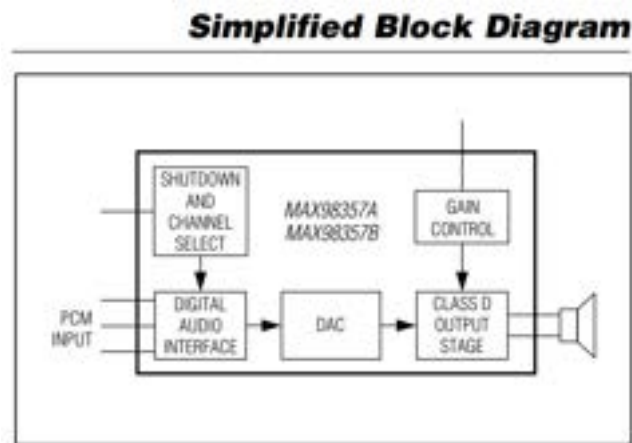 Simplified Block Diagram
SHUTDOWN
AND
CHANNEL
SELECT
MAX98357A
MAX98357B
GAIN
CONTROL
PCM
INPUT
DIGITAL
AUDIO
INTERFACE
DAC
CLASS D
OUTPUT
STAGE